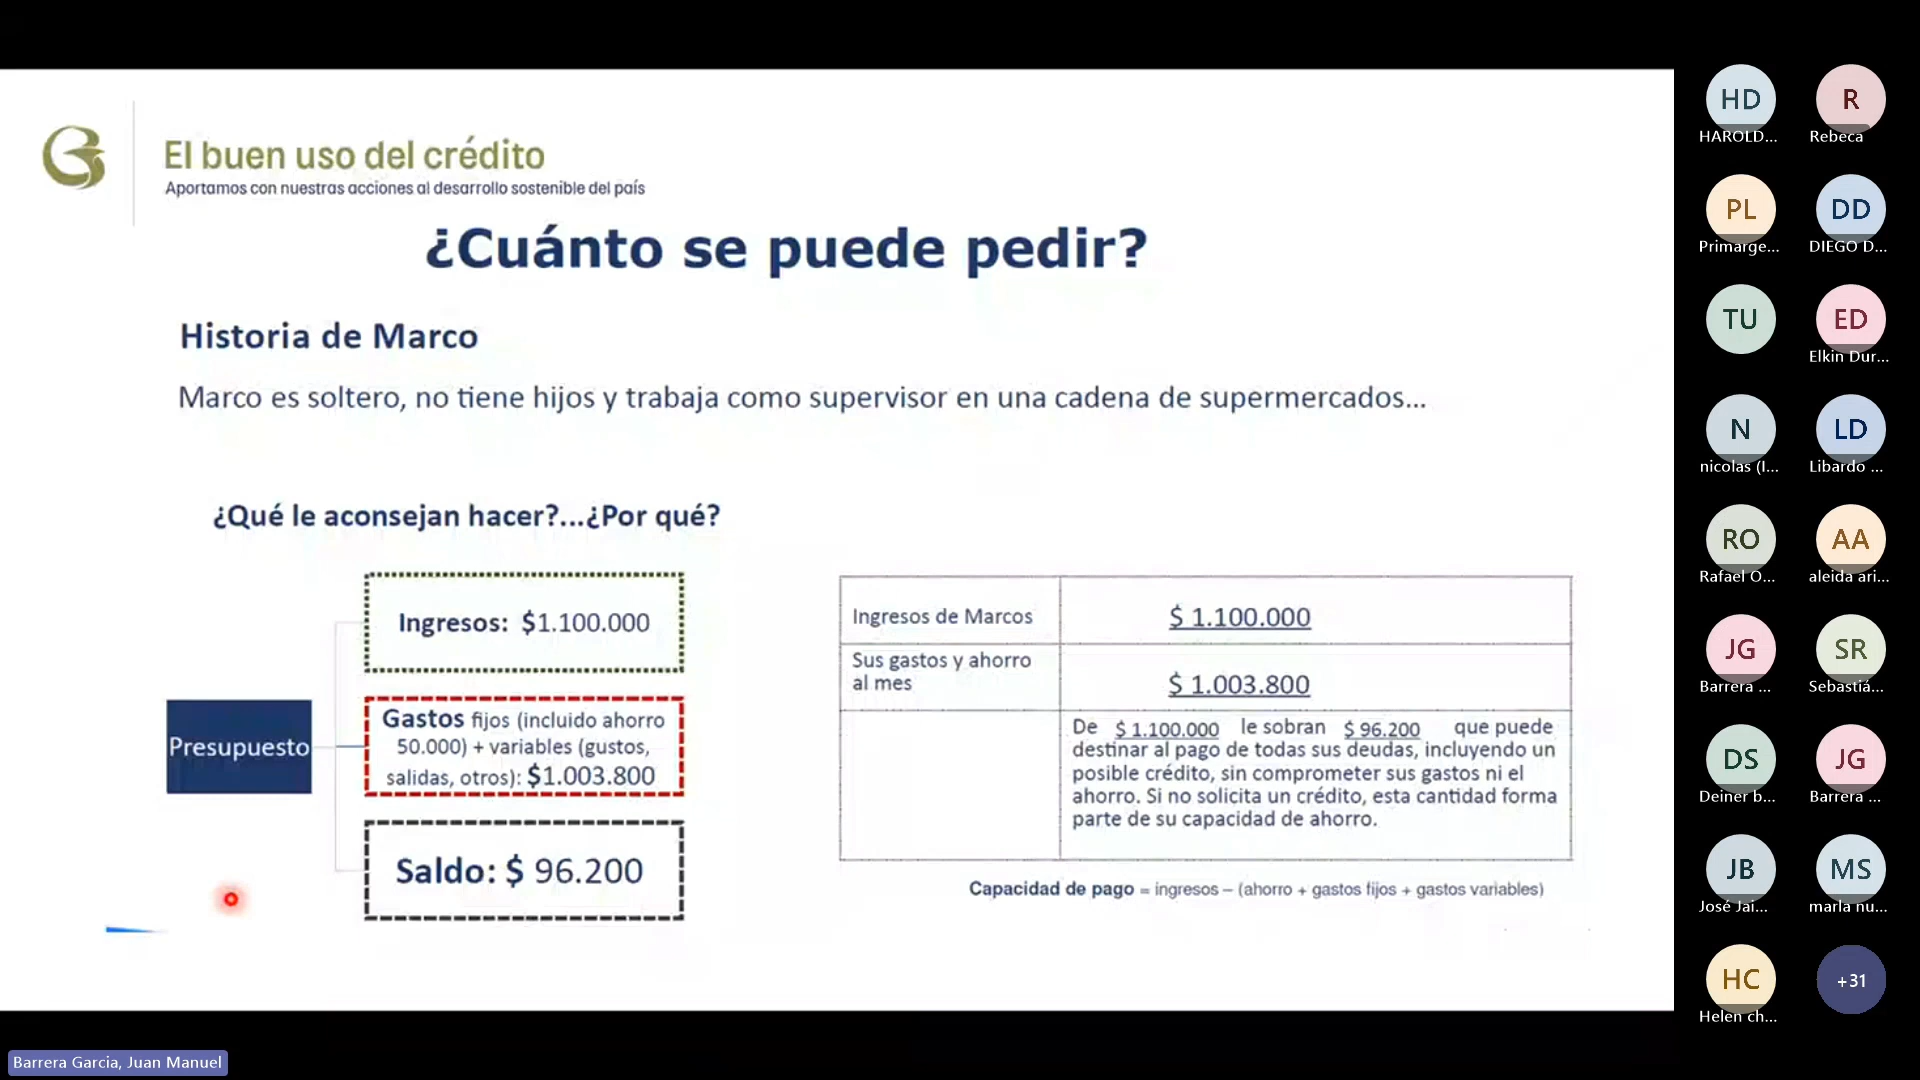 El buen uso del crédito
Aportamos con nuestras acciones al desarrollo sostenible del país
¿Cuánto se puede pedir?
Historia de Marco
Marco es soltero, no tiene hijos y trabaja como supervisor en una cadena de supermercados...
¿Qué le aconsejan hacer?...¿Por qué?
Presupuesto
Ingresos: $1.100.000
Gastos fijos (incluido ahorro
50.000) + variables (gustos,
salidas, otros): $1.003.800
Saldo: $ 96.200
Ingresos de Marcos
$ 1.100.000
Sus gastos y ahorro
al mes
$ 1.003.800
De $ 1.100.000 le sobran $ 96.200 que puede
destinar al pago de todas sus deudas, incluyendo un
posible crédito, sin comprometer sus gastos ni el
ahorro. Si no solicita un crédito, esta cantidad forma
parte de su capacidad de ahorro.
Capacidad de pago = ingresos – (ahorro + gastos fijos + gastos variables)
HD
HAROLD...
R
Rebeca
PL
Primarge...
DD
DIEGO D...
TU
ED
Elkin Dur...
N
nicolas (I...
LD
Libardo ...
RO
Rafael O...
AA
aleida ari...
JG
Barrera ...
SR
Sebastiá...
DS
Deiner b...
JG
Barrera ...
JB
José Jai...
MS
marla nu...
HC
Helen ch...
+31
Barrera Garcia, Juan Manuel